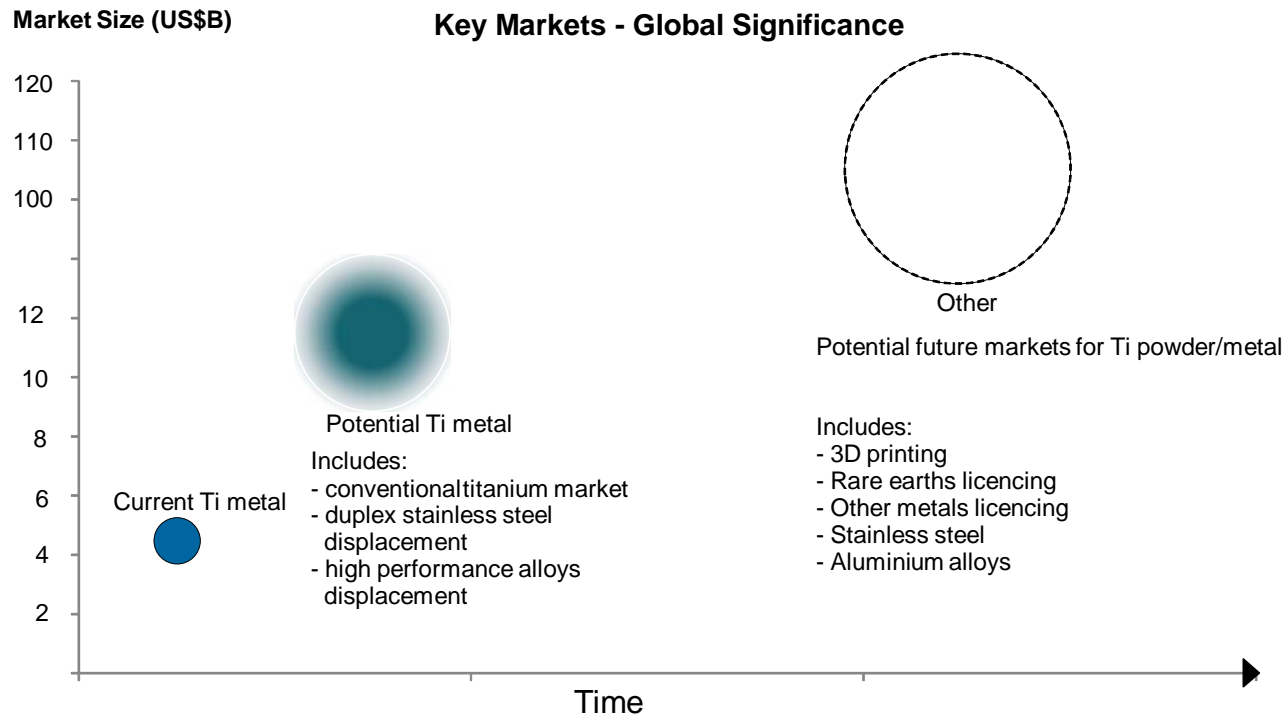 Market Size (US$B)
Key Markets - Global Significance
120
110
100
12
10
8
6
4
2
Current Ti metal
Potential Ti metal
Includes:
- conventional titanium market
- duplex stainless steel
displacement
- high performance alloys
displacement
Other
Potential future markets for Ti powder/metal
Includes:
- 3D printing
- Rare earths licencing
- Other metals licencing
- Stainless steel
- Aluminium alloys
Time